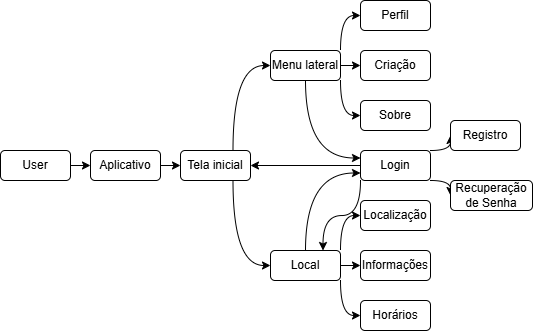 Perfil
Menu lateral
Criação
Sobre
Registro
User
Aplicativo
Tela inicial
Login
Recuperação
de Senha
Localização
Local
Informações
Horários